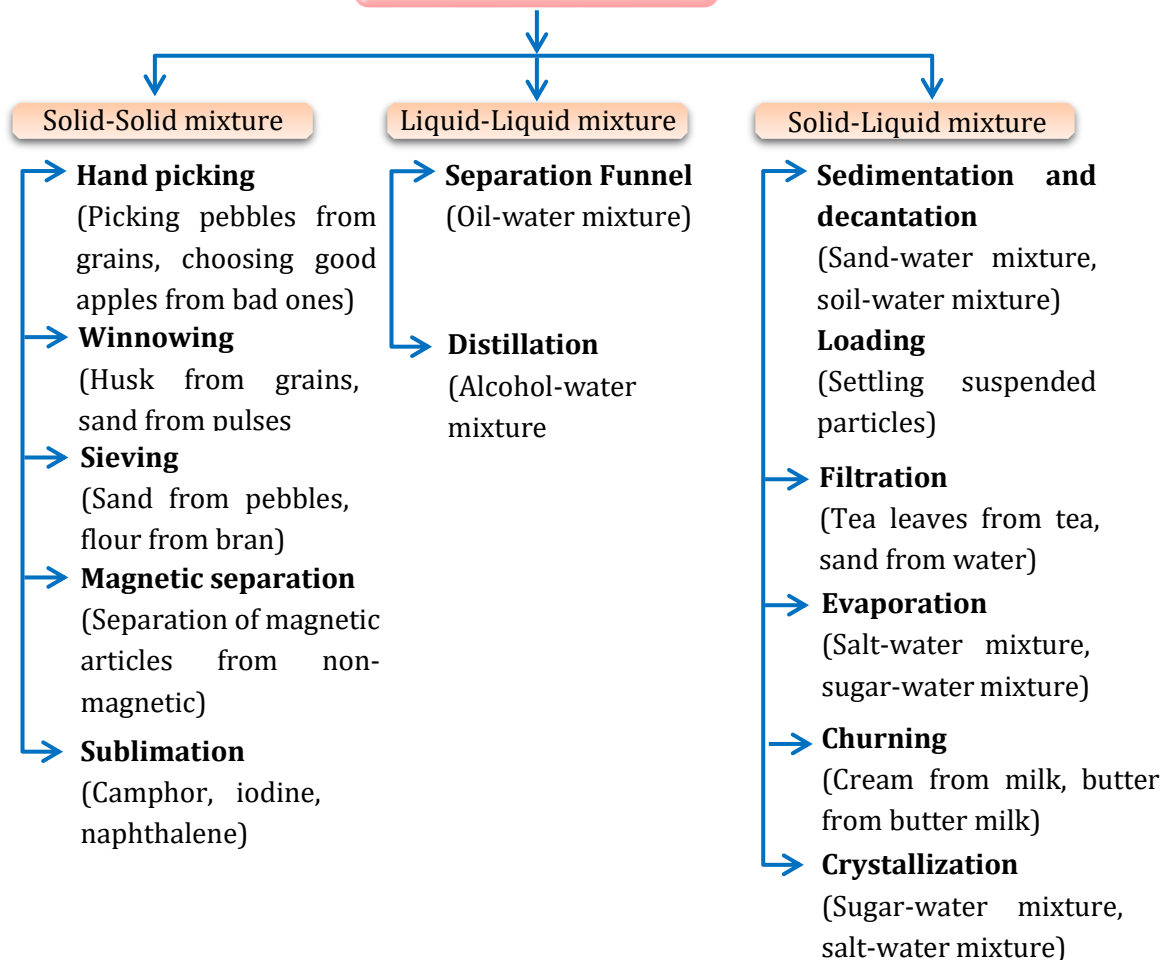 Solid-Solid mixture
Liquid-Liquid mixture
Solid-Liquid mixture
Hand picking
(Picking pebbles from
grains, choosing good
apples from bad ones)
Winnowing
(Husk from grains,
sand from pulses
Sieving
(Sand from pebbles,
flour from bran)
Magnetic separation
(Separation of magnetic
articles from non-
magnetic)
Sublimation
(Camphor, iodine,
naphthalene)
Separation Funnel
(Oil-water mixture)
Distillation
(Alcohol-water
mixture
Sedimentation and
decantation
(Sand-water mixture,
soil-water mixture)
Loading
(Settling suspended
particles)
Filtration
(Tea leaves from tea,
sand from water)
Evaporation
(Salt-water mixture,
sugar-water mixture)
Churning
(Cream from milk, butter
from butter milk)
Crystallization
(Sugar-water mixture,
salt-water mixture)